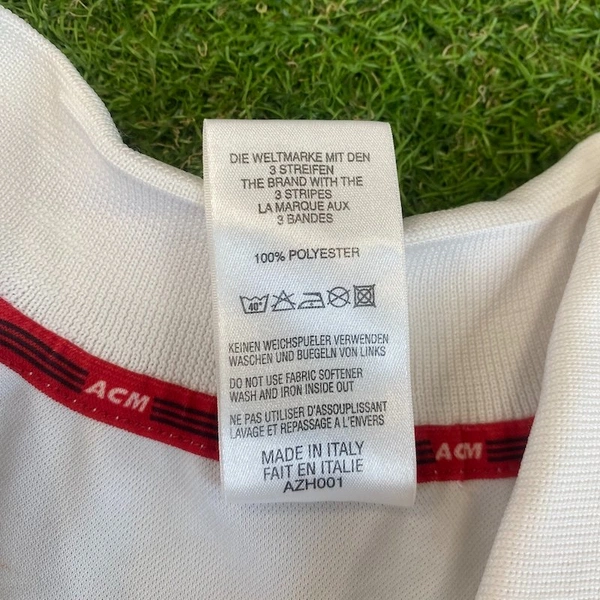 DIE WELTMARKE MIT DEN
3 STREIFEN
THE BRAND WITH THE
3 STRIPES
LA MARQUE AUX
3 BANDES
100% POLYESTER
40°
KEINEN WEICHSPUELER VERWENDEN
WASCHEN UND BUEGELN VON LINKS
DO NOT USE FABRIC SOFTENER
WASH AND IRON INSIDE OUT
NE PAS UTILISER D'ASSOUPLISSANT
LAVAGE ET REPASSAGE A L'ENVERS
MADE IN ITALY
FAIT EN ITALIE
AZH001
ACM
ACM